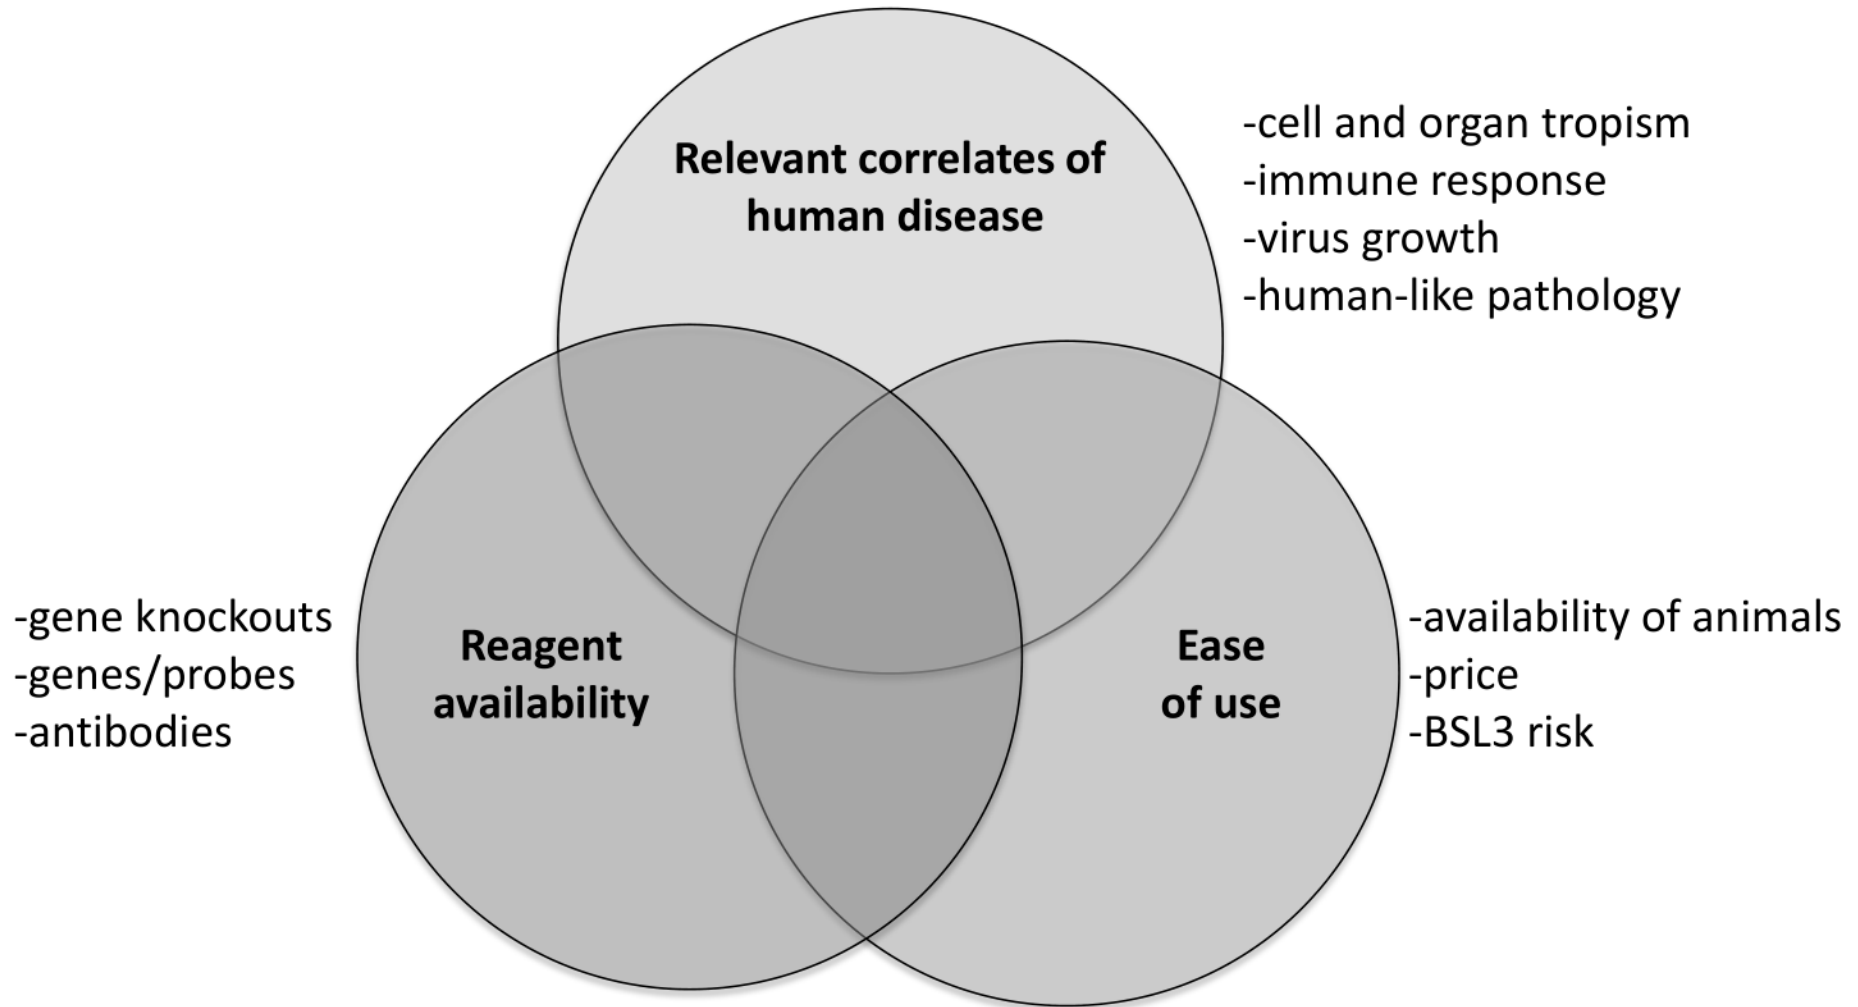 Relevant correlates of
human disease
-cell and organ tropism
-immune response
-virus growth
-human-like pathology
-gene knockouts
-genes/probes
-antibodies
Reagent
availability
Ease
of use
-availability of animals
-price
-BSL3 risk